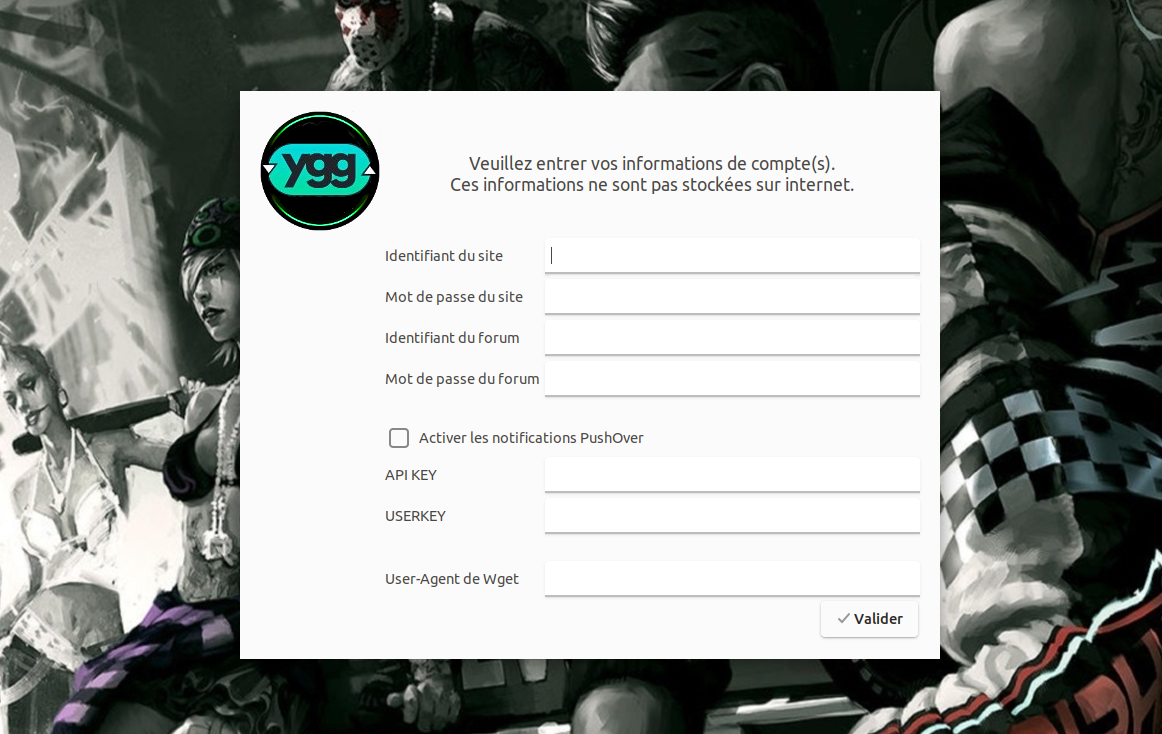 ygg
Veuillez entrer vos informations de compte(s).
Ces informations ne sont pas stockées sur internet.
Identifiant du site
Mot de passe du site
Identifiant du forum
Mot de passe du forum
Activer les notifications PushOver
API KEY
USERKEY
User-Agent de Wget
Valider